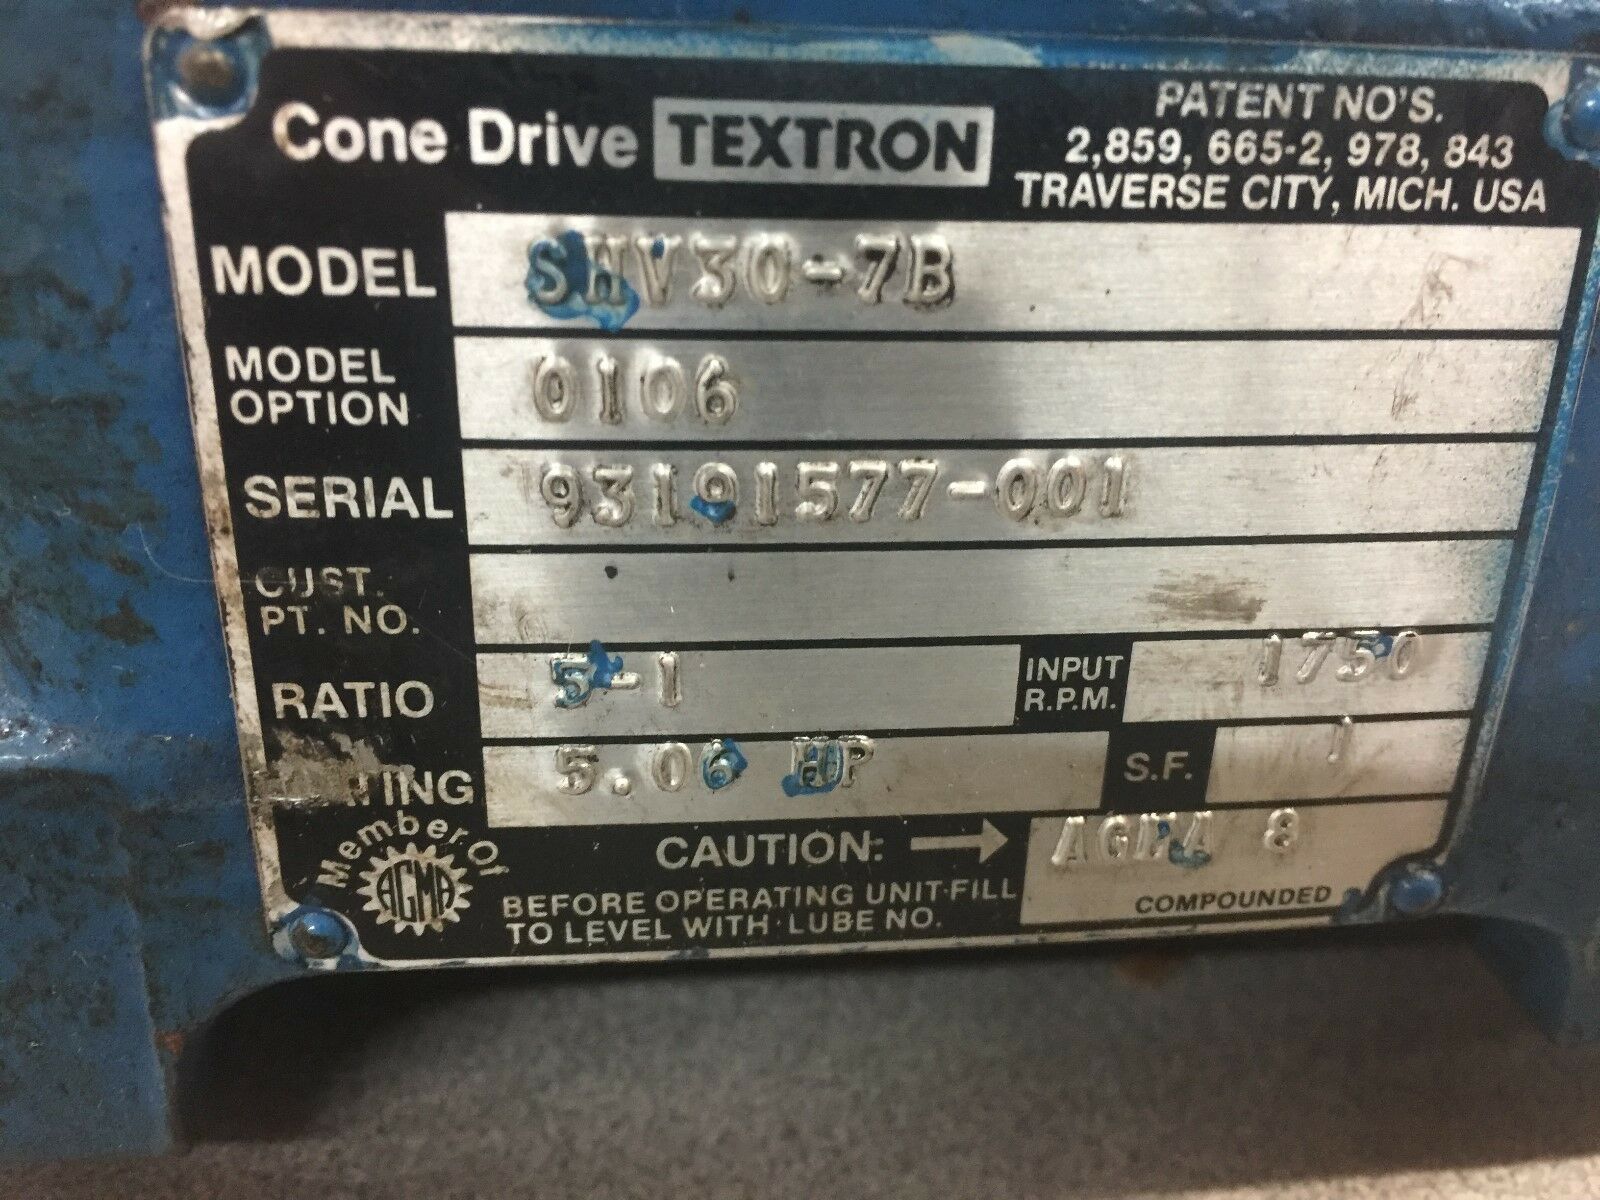 Cone Drive TEXTRON
PATENT NO'S.
2,859, 665-2, 978, 843
TRAVERSE CITY, MICH. USA
MODEL SHV30-7B
MODEL OPTION 0106
SERIAL 93191577-001
CUST. PT. NO.
RATIO 5-1 INPUT R.P.M. 1750
5.06 HP S.F. 1
Member Of AGMA
CAUTION: → AGMA 8
BEFORE OPERATING UNIT·FILL
TO LEVEL WITH LUBE NO. COMPOUNDED